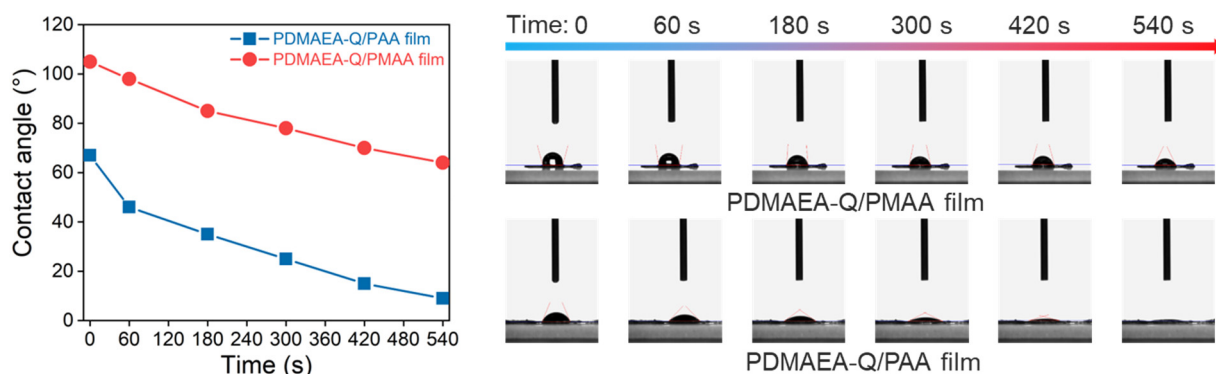 Contact angle (°)
120
100
80
60
40
20
0
PDMAEA-Q/PAA film
PDMAEA-Q/PMAA film
0 60 120 180 240 300 360 420 480 540
Time (s)
Time: 0 60 s 180 s 300 s 420 s 540 s
PDMAEA-Q/PMAA film
PDMAEA-Q/PAA film